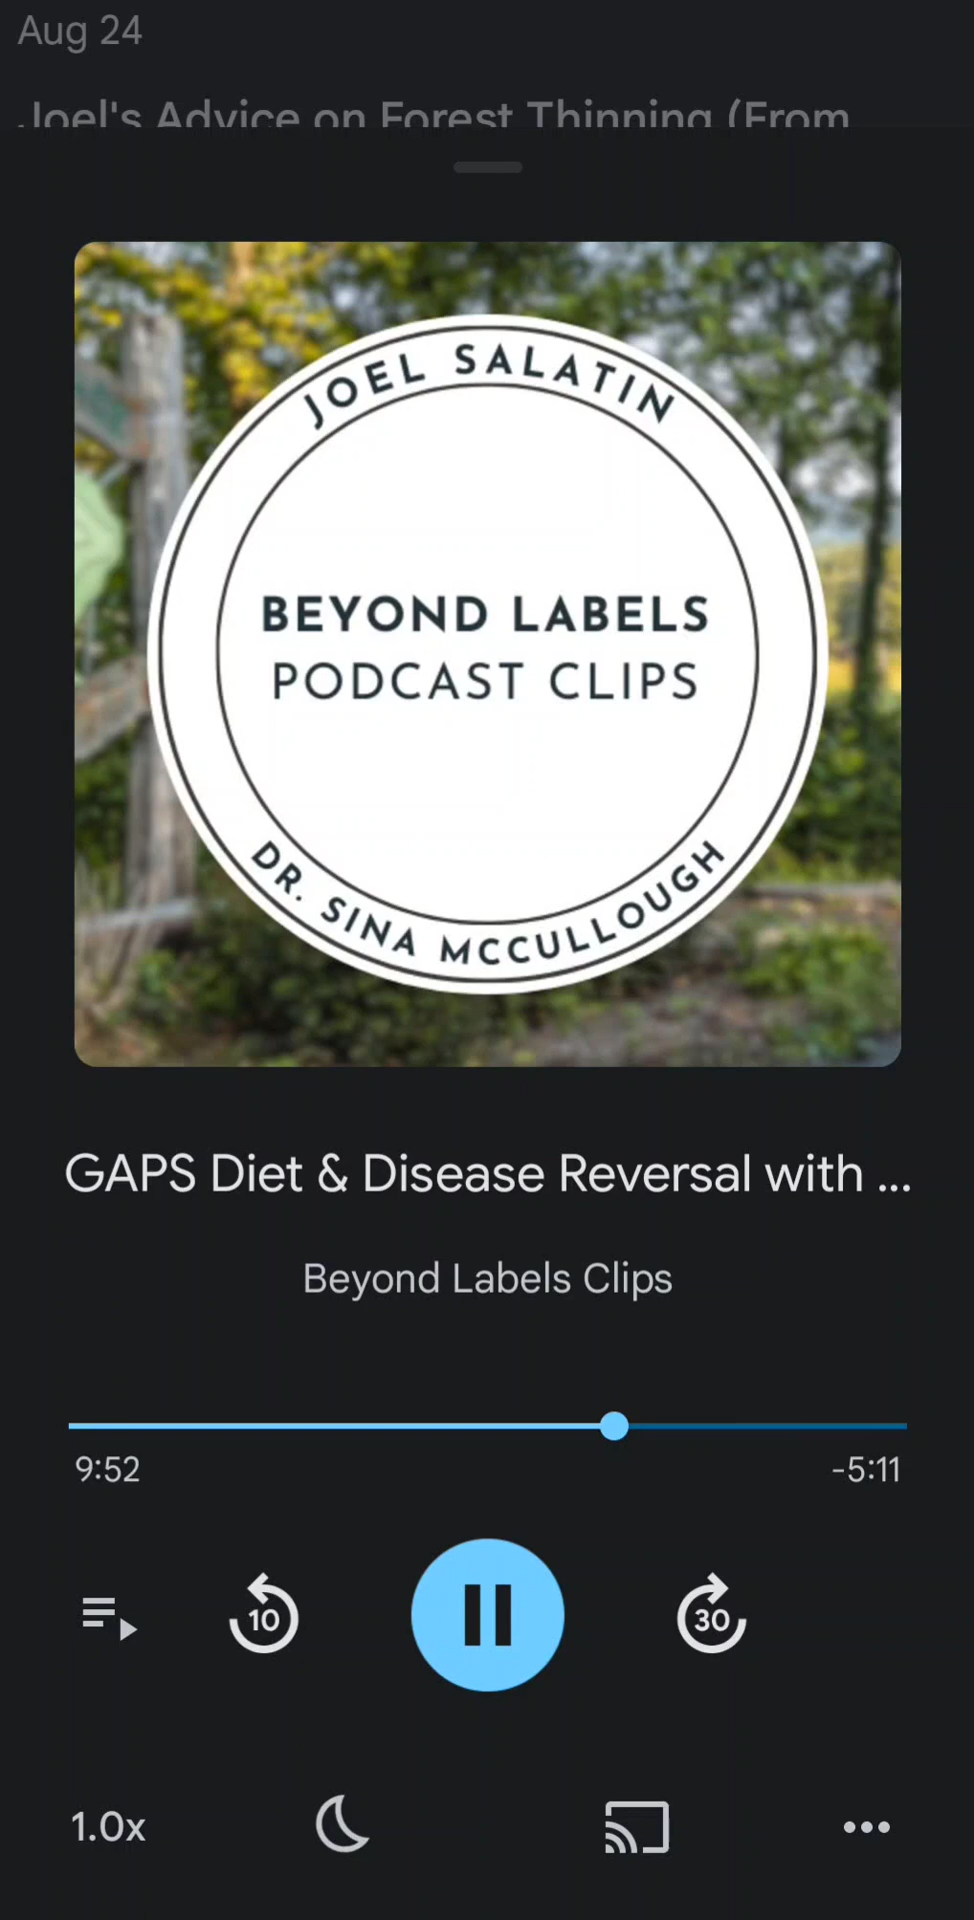 Aug 24
Joel's Advice on Forest Thinning (From
JOEL SALATIN
BEYOND LABELS
PODCAST CLIPS
DR. SINA MCCULLOUGH
GAPS Diet & Disease Reversal with ...
Beyond Labels Clips
9:52
-5:11
10
30
1.0x